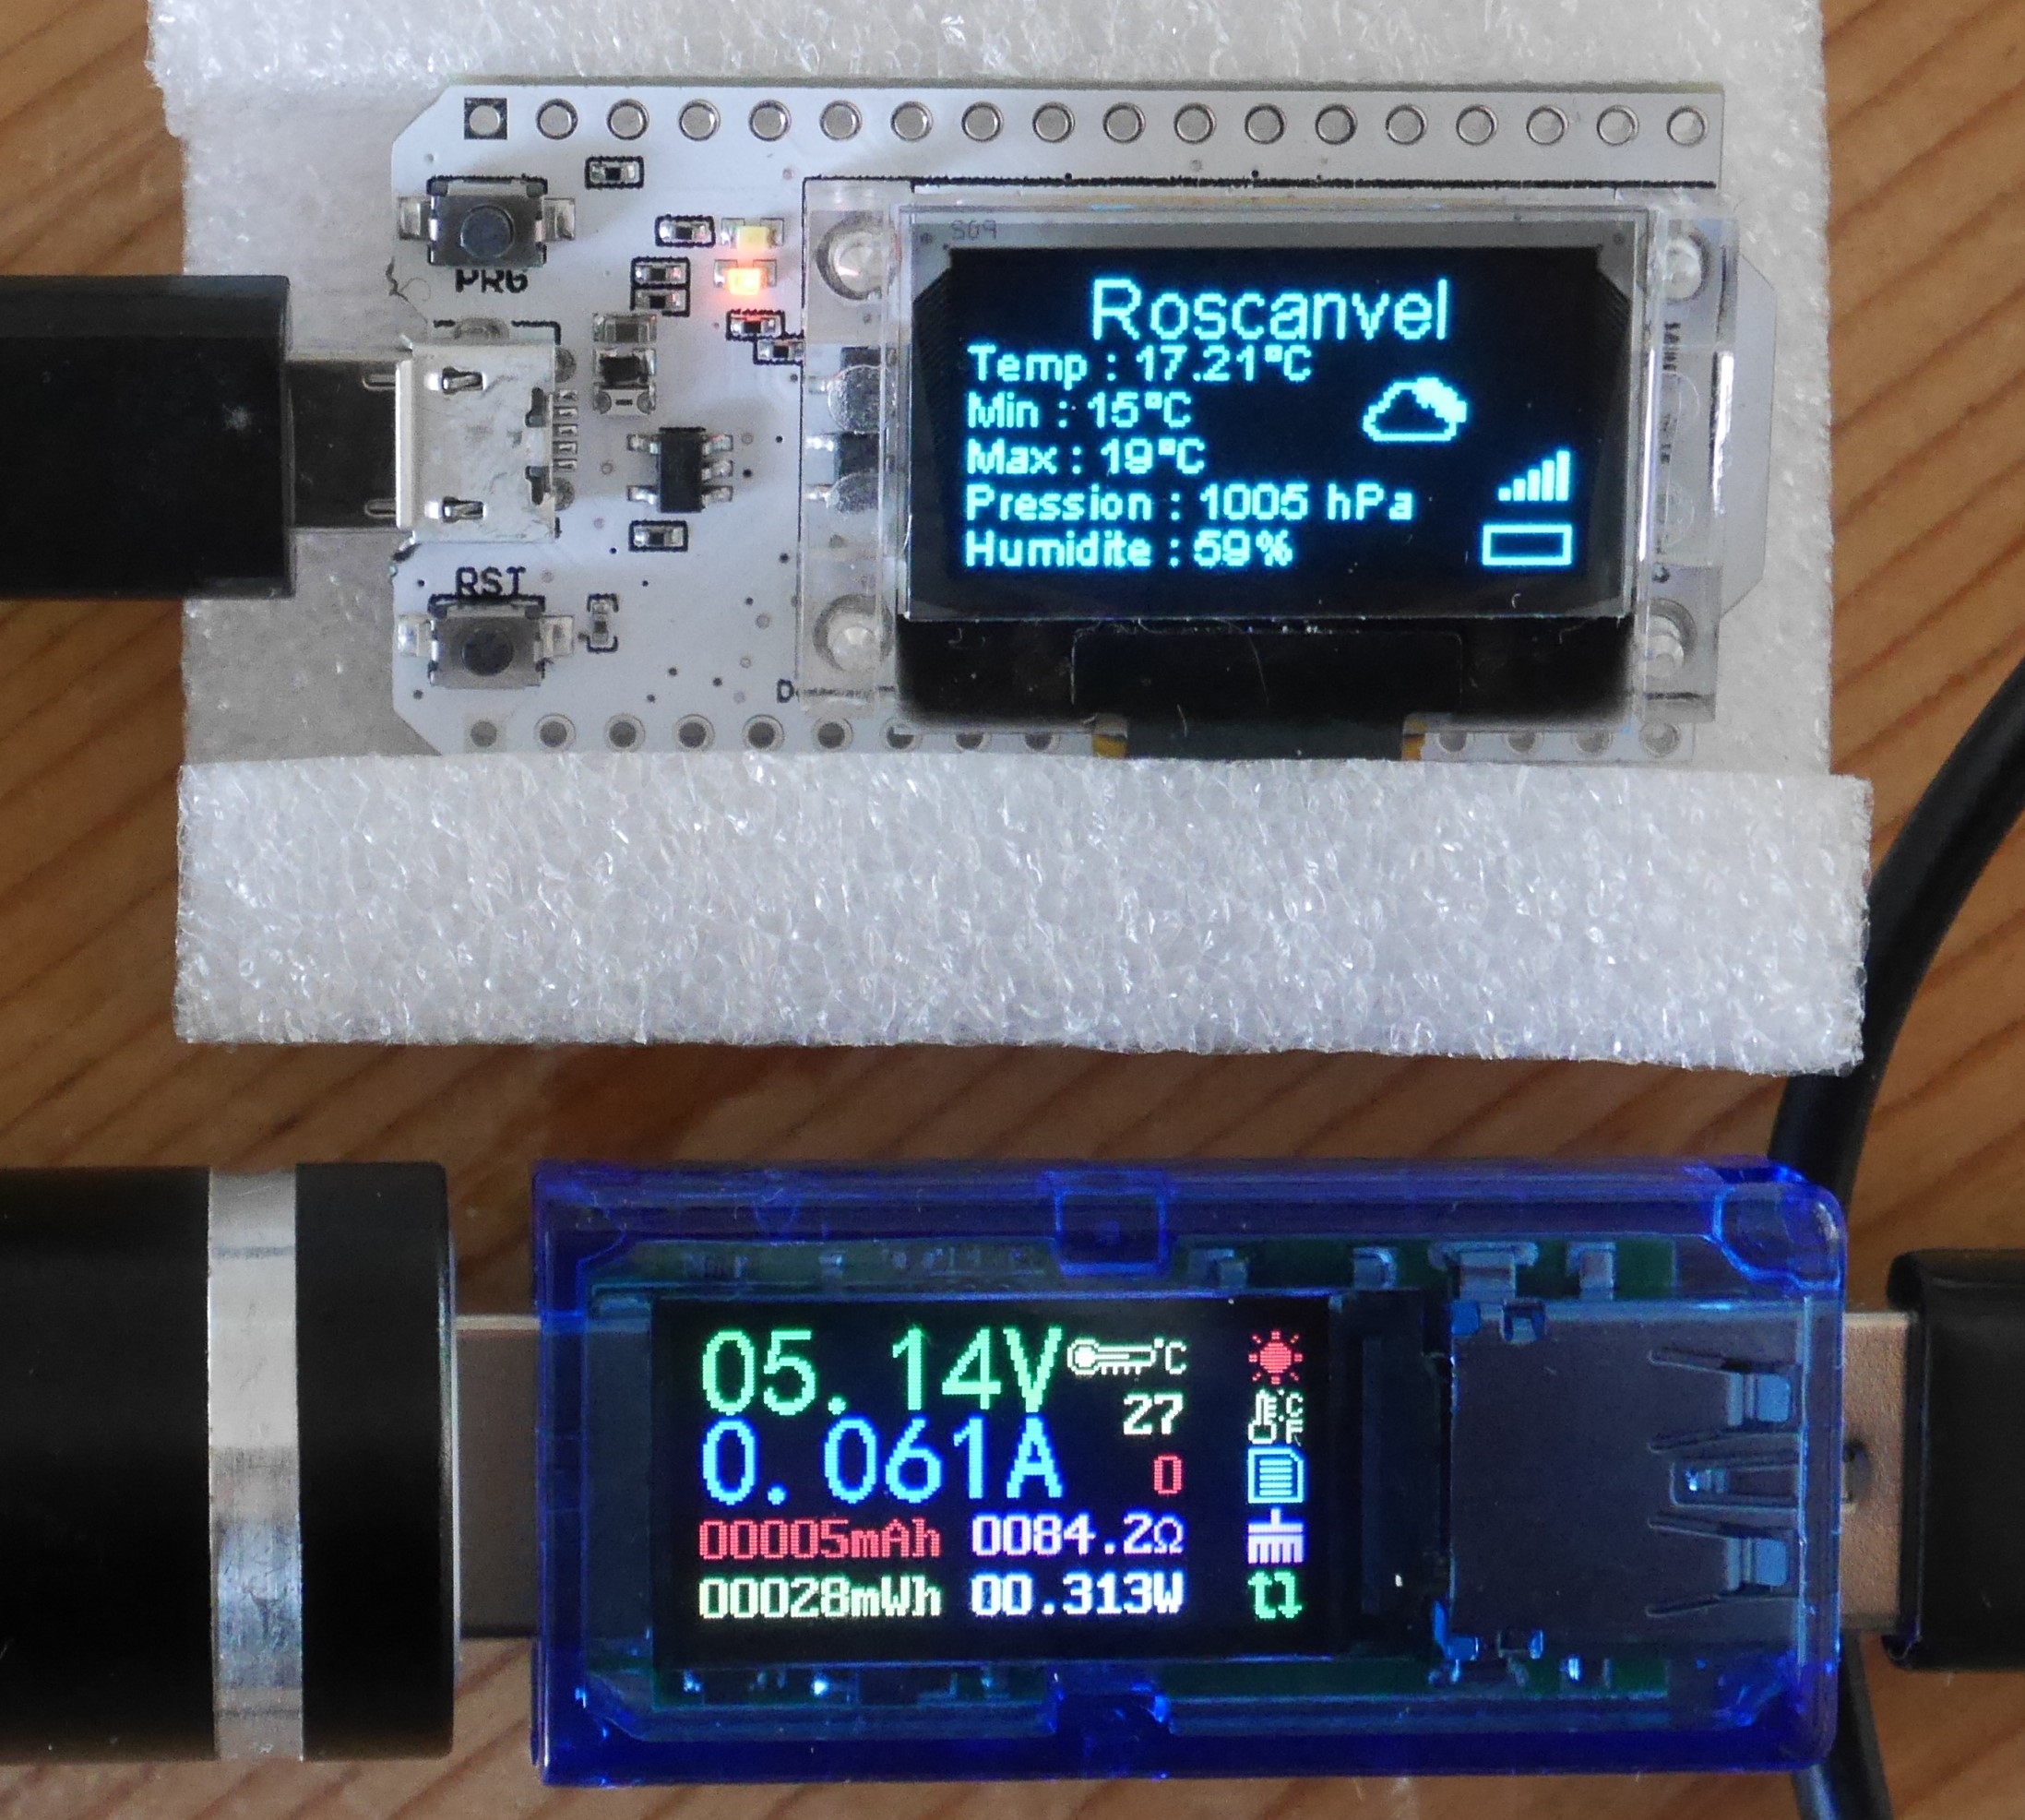 PRG
RST
Roscanvel
Temp : 17.21°C
Min : 15°C
Max : 19°C
Pression : 1005 hPa
Humidite : 59%
05.14V °C
27
0.061A 0
00005mAh 0084.2Ω
00028mWh 00.313W